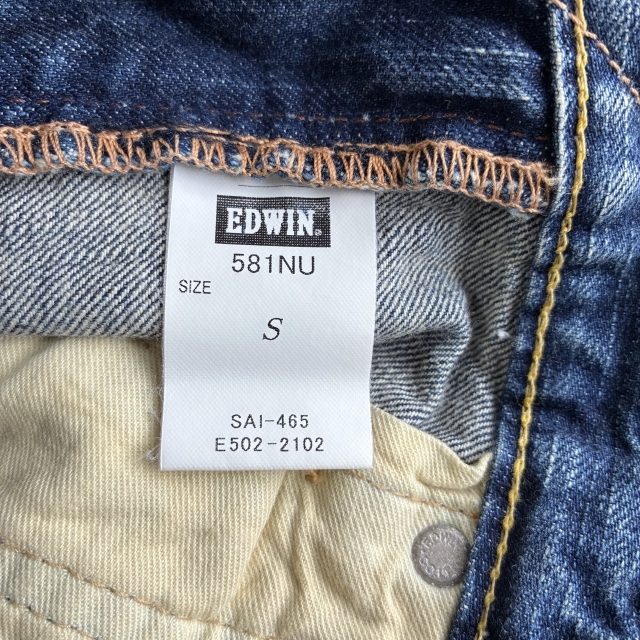 EDWIN.
581NU
SIZE
S
SAI-465
E502-2102